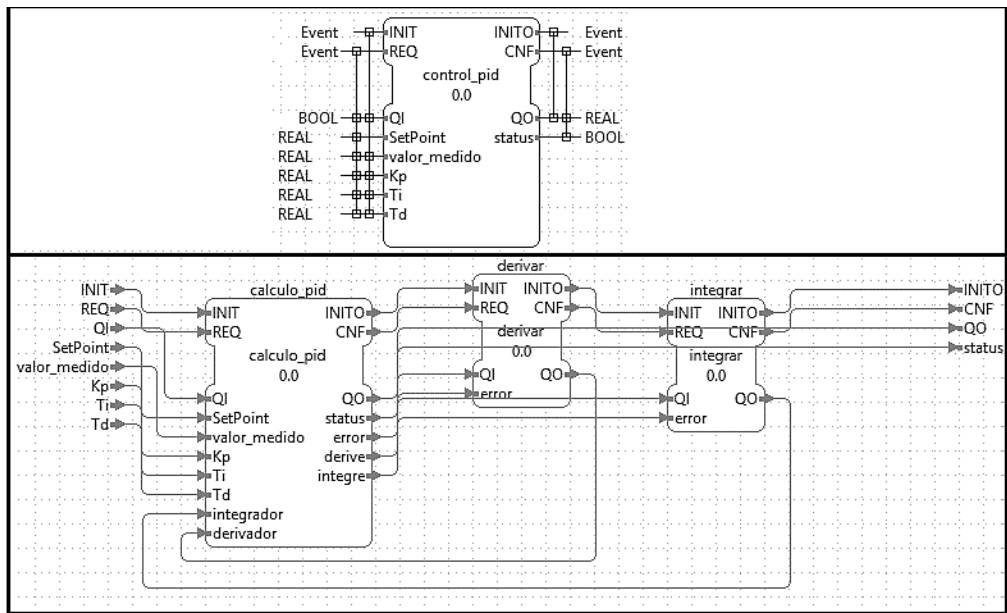 Event INIT INITO Event
Event REQ CNF Event
control_pid
0.0
BOOL QI QO REAL
REAL SetPoint status BOOL
REAL valor_medido
REAL Kp
REAL Ti
REAL Td
INIT
REQ
QI
SetPoint
valor_medido
Kp
Ti
Td
calculo_pid
INIT INITO
REQ CNF
calculo_pid
0.0
QI QO
SetPoint status
valor_medido error
Kp derive
Ti integre
Td
integrador
derivador
derivar
INIT INITO
REQ CNF
derivar
0.0
QI QO
error
integrar
INIT INITO
REQ CNF
integrar
0.0
QI QO
error
INITO
CNF
QO
status